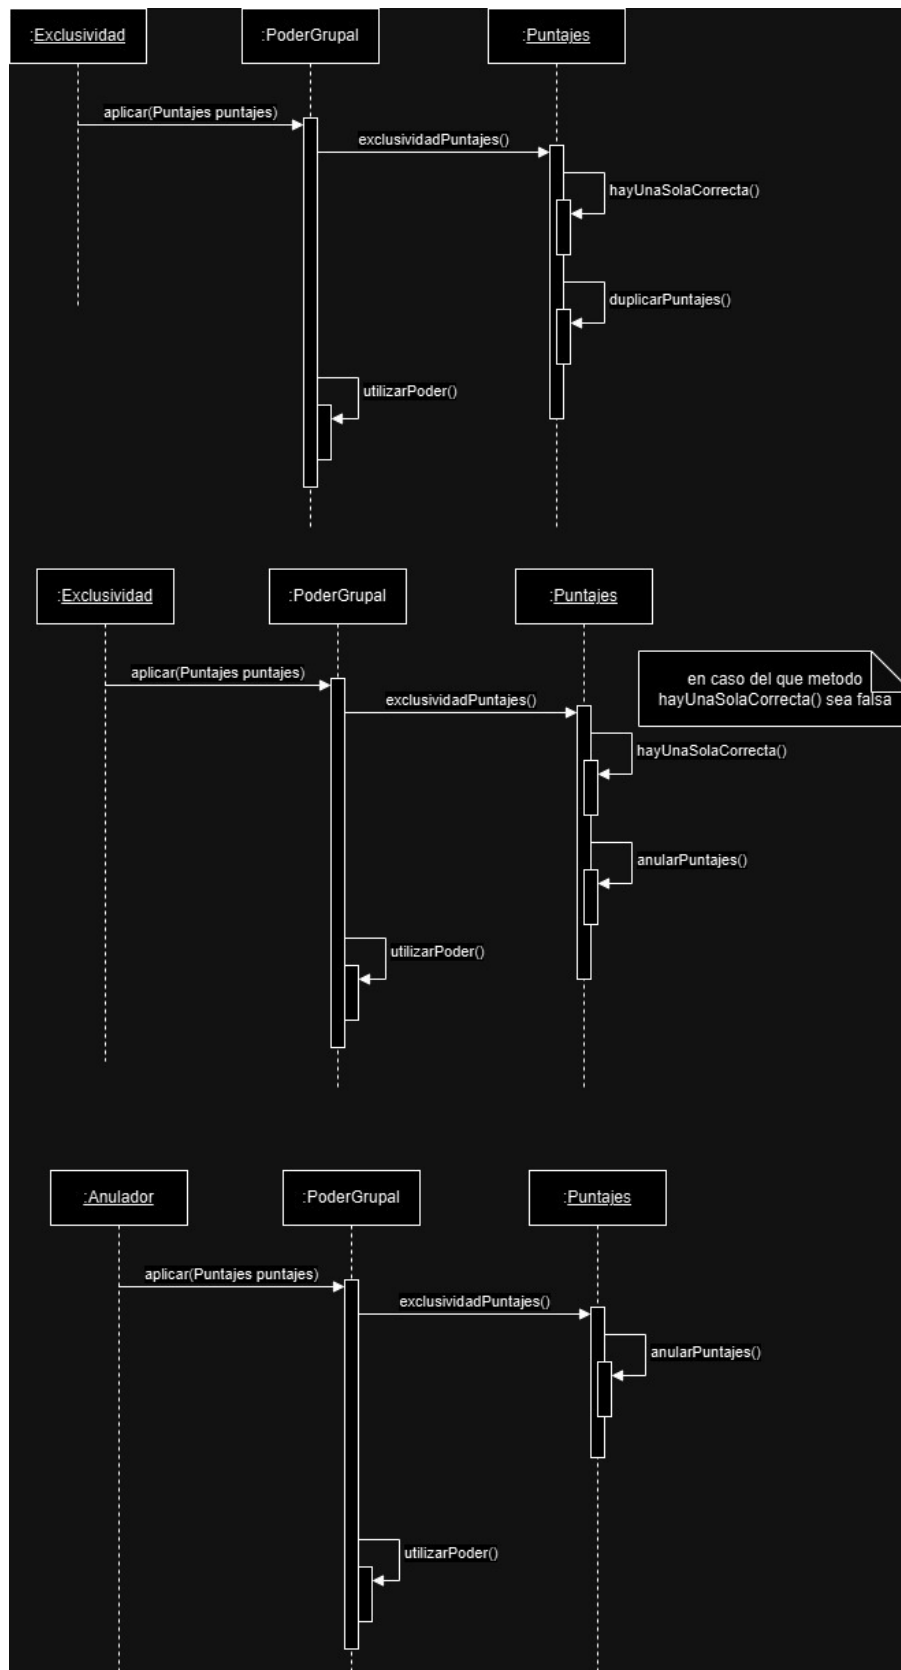 :Exclusividad
:PoderGrupal
:Puntajes
aplicar(Puntajes puntajes)
exclusividadPuntajes()
hayUnaSolaCorrecta()
duplicarPuntajes()
utilizarPoder()
:Exclusividad
:PoderGrupal
:Puntajes
en caso del que metodo
hayUnaSolaCorrecta() sea falsa
aplicar(Puntajes puntajes)
exclusividadPuntajes()
hayUnaSolaCorrecta()
anularPuntajes()
utilizarPoder()
:Anulador
:PoderGrupal
:Puntajes
aplicar(Puntajes puntajes)
exclusividadPuntajes()
anularPuntajes()
utilizarPoder()